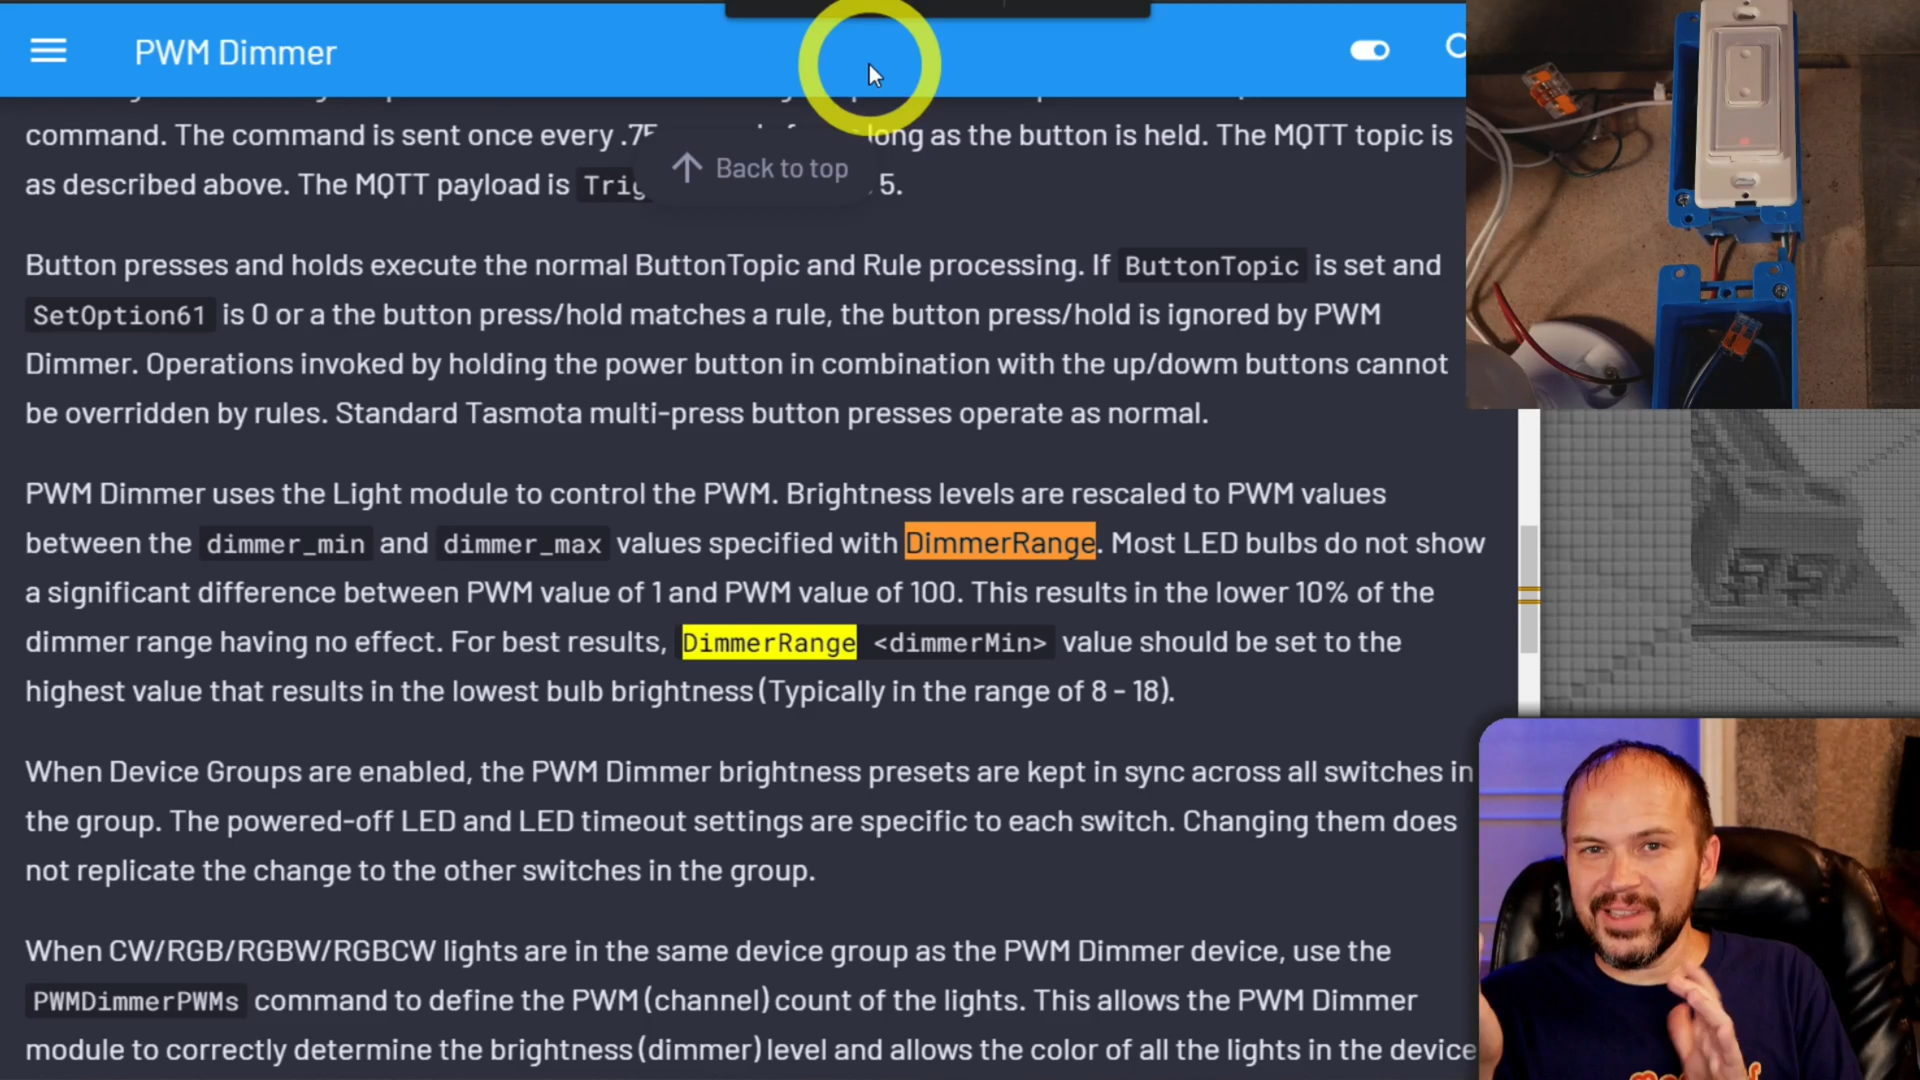 PWM Dimmer
command. The command is sent once every .75 long as the button is held. The MQTT topic is
Back to top
as described above. The MQTT payload is Trig 5.
Button presses and holds execute the normal ButtonTopic and Rule processing. If ButtonTopic is set and
SetOption61 is 0 or a the button press/hold matches a rule, the button press/hold is ignored by PWM
Dimmer. Operations invoked by holding the power button in combination with the up/dowm buttons cannot
be overridden by rules. Standard Tasmota multi-press button presses operate as normal.
PWM Dimmer uses the Light module to control the PWM. Brightness levels are rescaled to PWM values
between the dimmer_min and dimmer_max values specified with DimmerRange. Most LED bulbs do not show
a significant difference between PWM value of 1 and PWM value of 100. This results in the lower 10% of the
dimmer range having no effect. For best results, DimmerRange <dimmerMin> value should be set to the
highest value that results in the lowest bulb brightness (Typically in the range of 8 - 18).
When Device Groups are enabled, the PWM Dimmer brightness presets are kept in sync across all switches in
the group. The powered-off LED and LED timeout settings are specific to each switch. Changing them does
not replicate the change to the other switches in the group.
When CW/RGB/RGBW/RGBCW lights are in the same device group as the PWM Dimmer device, use the
PWMDimmerPWMs command to define the PWM (channel) count of the lights. This allows the PWM Dimmer
module to correctly determine the brightness (dimmer) level and allows the color of all the lights in the device